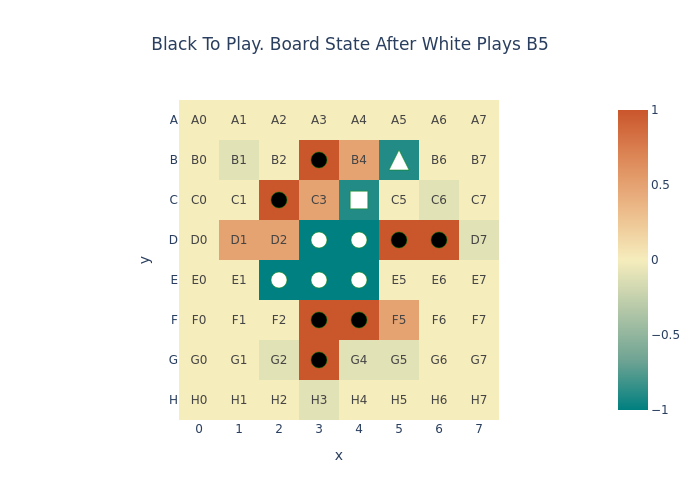 Black To Play. Board State After White Plays B5
A A0 A1 A2 A3 A4 A5 A6 A7
B B0 B1 B2 B4 B6 B7
C C0 C1 C3 C5 C6 C7
D D0 D1 D2 D7
E E0 E1 E5 E6 E7
F F0 F1 F2 F5 F6 F7
G G0 G1 G2 G4 G5 G6 G7
H H0 H1 H2 H3 H4 H5 H6 H7
0 1 2 3 4 5 6 7
x
y
1
0.5
0
−0.5
−1